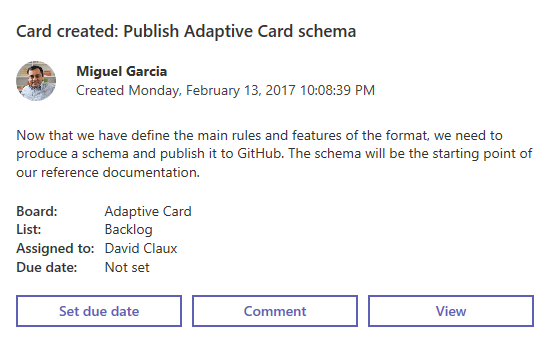 Card created: Publish Adaptive Card schema
Miguel Garcia
Created Monday, February 13, 2017 10:08:39 PM
Now that we have define the main rules and features of the format, we need to
produce a schema and publish it to GitHub. The schema will be the starting point of
our reference documentation.
Board: Adaptive Card
List: Backlog
Assigned to: David Claux
Due date: Not set
Set due date Comment View